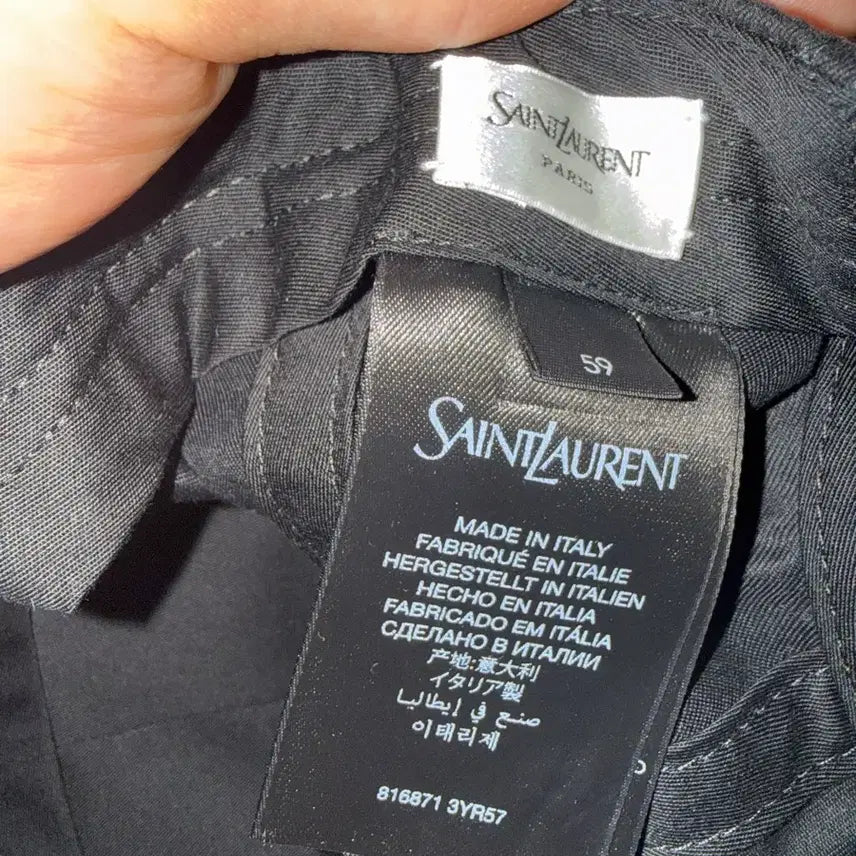 SAINT LAURENT
PARIS
59
SAINT LAURENT
MADE IN ITALY
FABRIQUÉ EN ITALIE
HERGESTELLT IN ITALIEN
HECHO EN ITALIA
FABRICADO EM ITÁLIA
СДЕЛАНО В ИТАЛИИ
产地:意大利
イタリア製
صنع في إيطاليا
이태리제
816871 3YR57